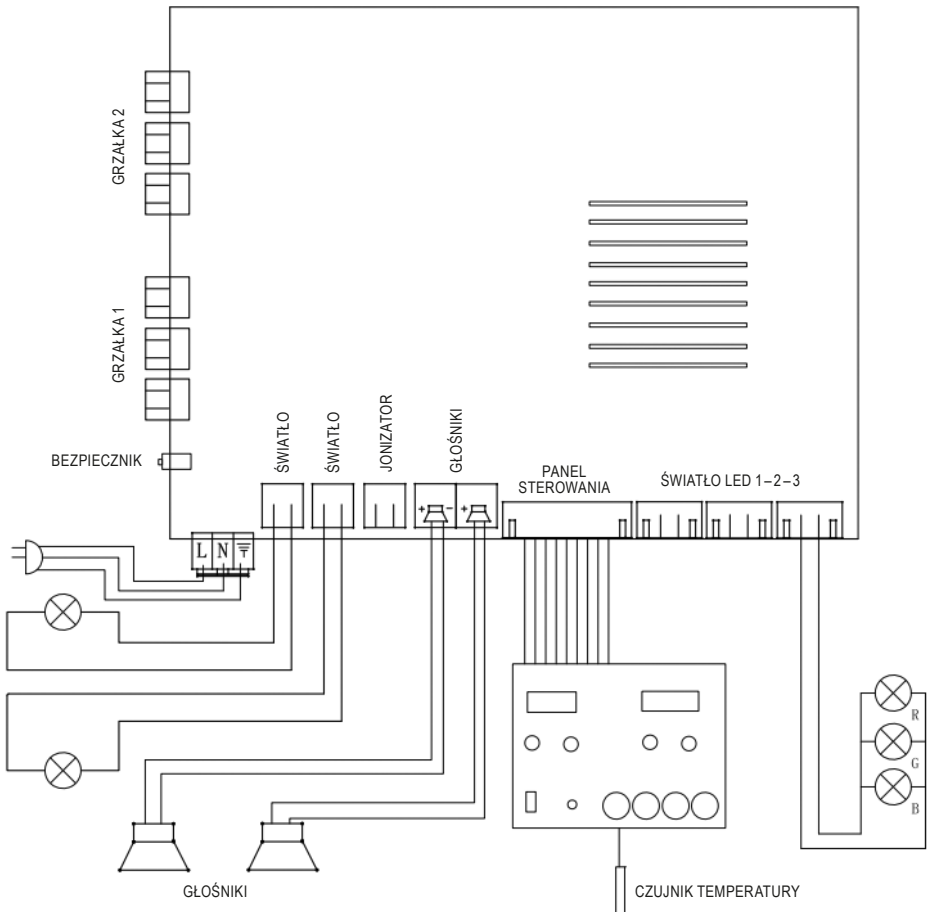 GRZAŁKA 2
GRZAŁKA 1
BEZPIECZNIK
ŚWIATŁO
ŚWIATŁO
JONIZATOR
GŁOŚNIKI
PANEL
STEROWANIA
ŚWIATŁO LED 1–2–3
+ −
+
L N
R
G
B
GŁOŚNIKI
CZUJNIK TEMPERATURY